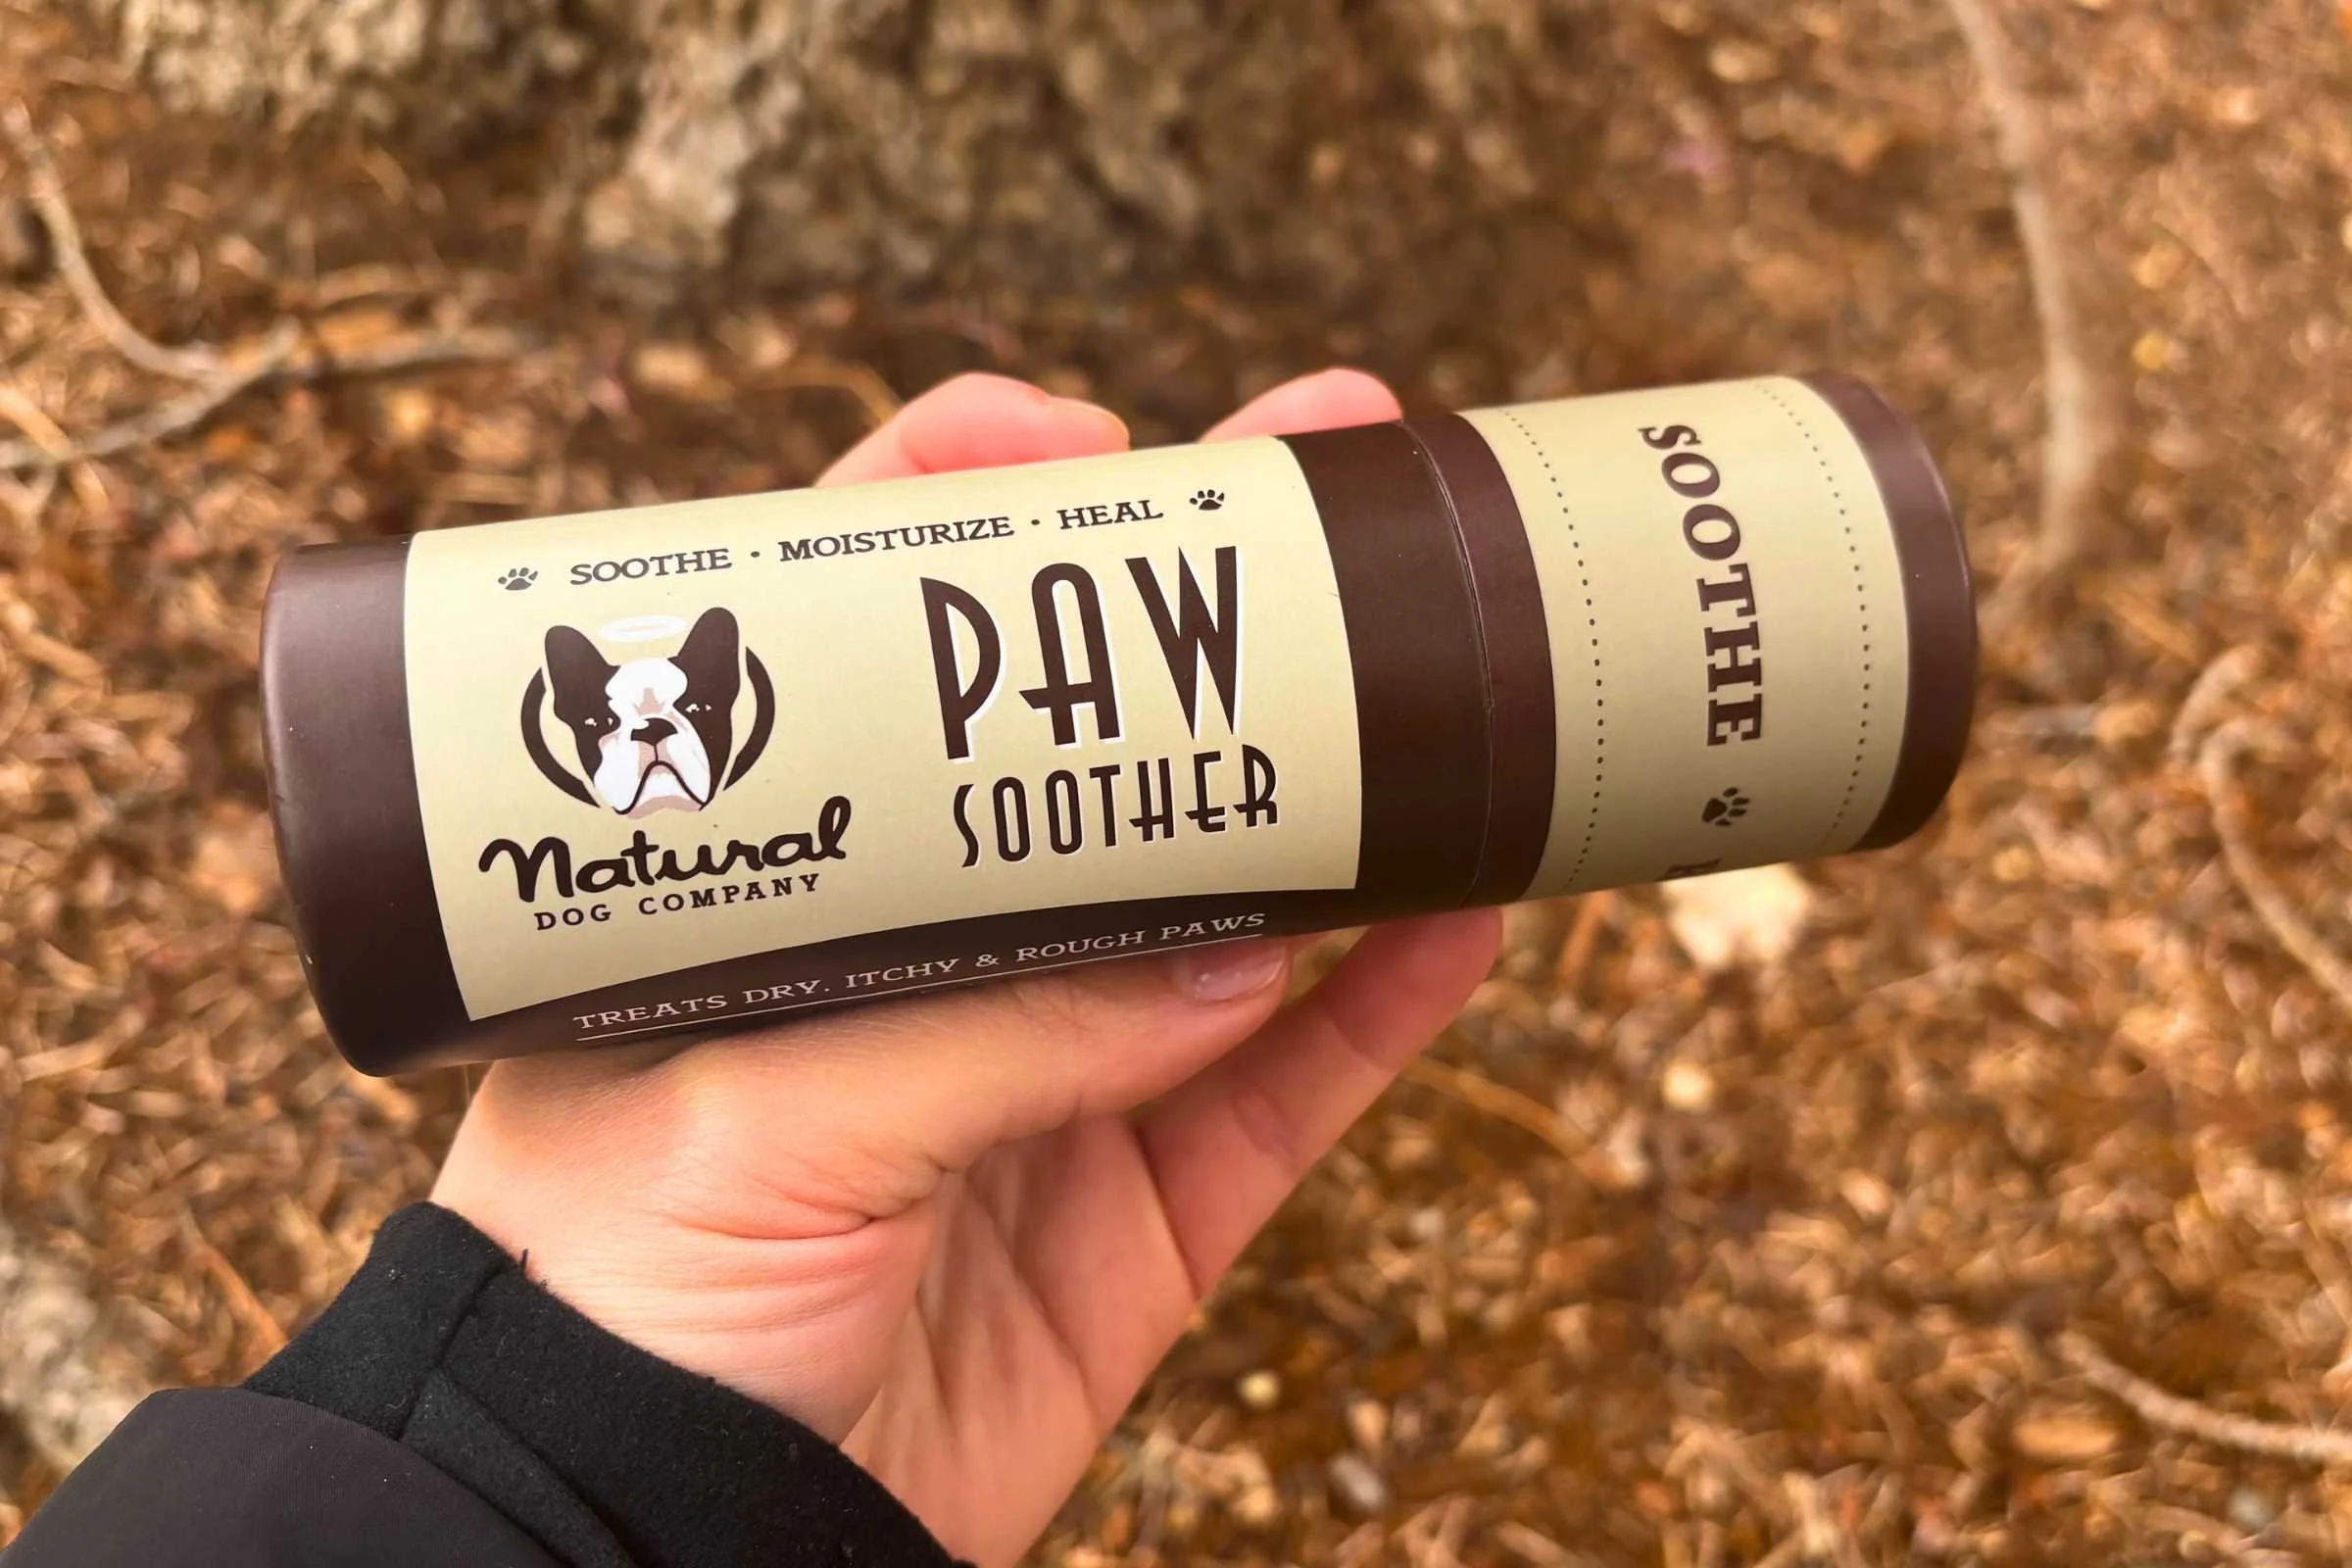 SOOTHE · MOISTURIZE · HEAL
PAW
SOOTHER
Natural
DOG COMPANY
TREATS DRY, ITCHY & ROUGH PAWS
SOOTHE